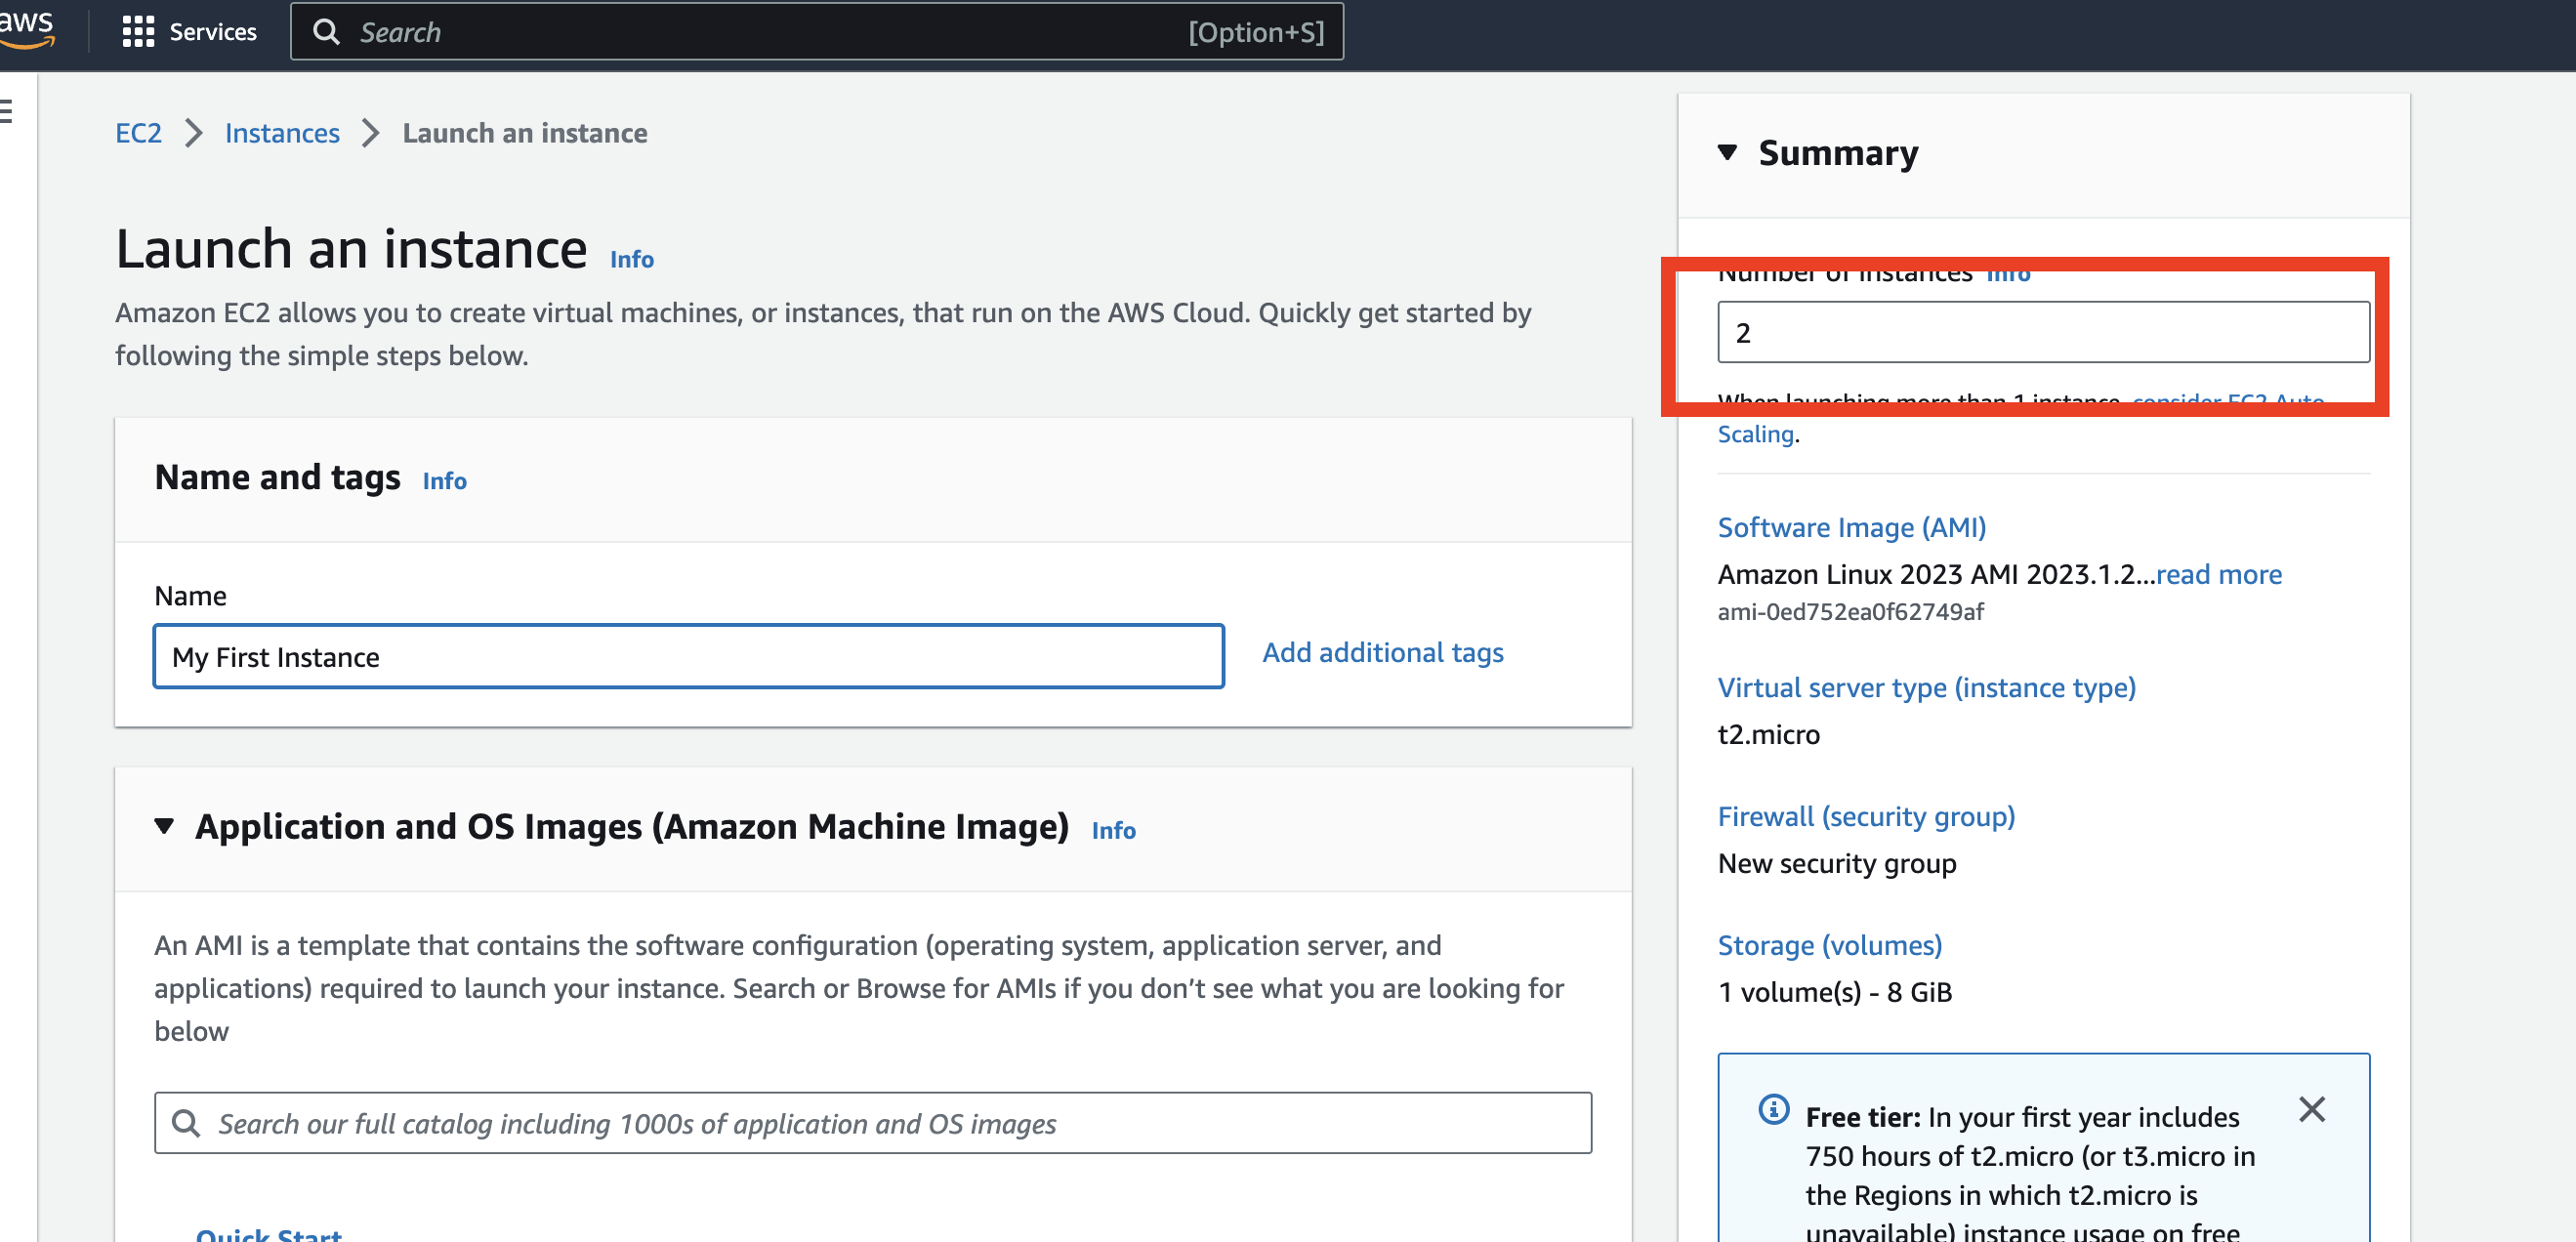 aws
Services
Search
[Option+S]
EC2
Instances
Launch an instance
Launch an instance Info
Amazon EC2 allows you to create virtual machines, or instances, that run on the AWS Cloud. Quickly get started by
following the simple steps below.
Name and tags Info
Name
My First Instance
Add additional tags
Application and OS Images (Amazon Machine Image) Info
An AMI is a template that contains the software configuration (operating system, application server, and
applications) required to launch your instance. Search or Browse for AMIs if you don’t see what you are looking for
below
Search our full catalog including 1000s of application and OS images
Quick Start
Summary
Number of instances Info
2
When launching more than 1 instance, consider EC2 Auto
Scaling.
Software Image (AMI)
Amazon Linux 2023 AMI 2023.1.2...read more
ami-0ed752ea0f62749af
Virtual server type (instance type)
t2.micro
Firewall (security group)
New security group
Storage (volumes)
1 volume(s) - 8 GiB
Free tier: In your first year includes
750 hours of t2.micro (or t3.micro in
the Regions in which t2.micro is
unavailable) instance usage on free